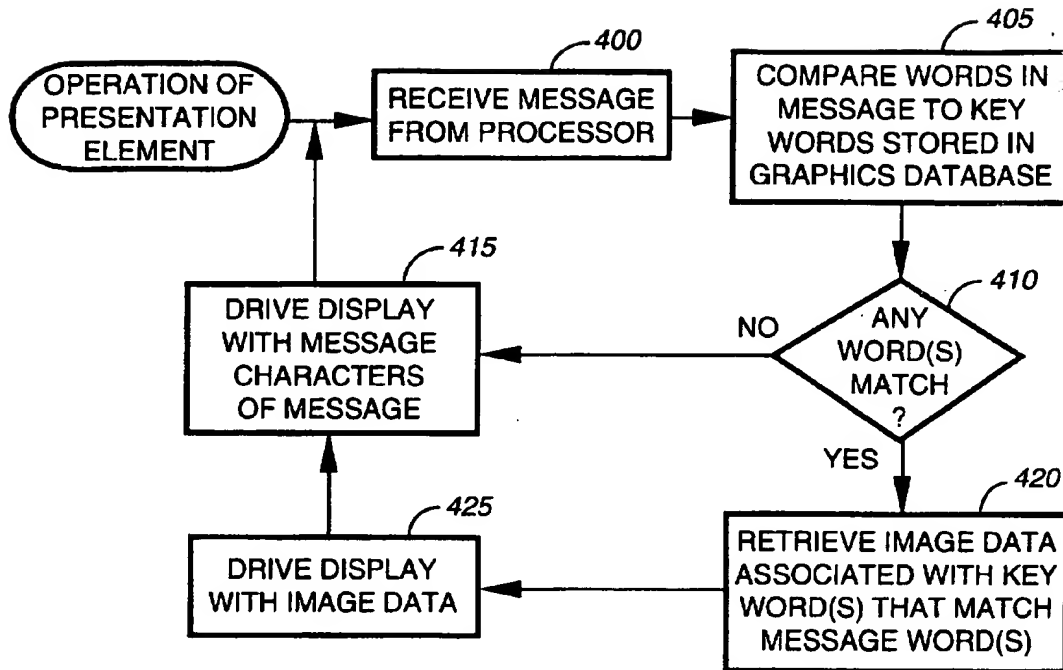 OPERATION OF
PRESENTATION
ELEMENT
400
RECEIVE MESSAGE
FROM PROCESSOR
405
COMPARE WORDS IN
MESSAGE TO KEY
WORDS STORED IN
GRAPHICS DATABASE
410
ANY
WORD(S)
MATCH
?
NO
YES
415
DRIVE DISPLAY
WITH MESSAGE
CHARACTERS
OF MESSAGE
420
RETRIEVE IMAGE DATA
ASSOCIATED WITH KEY
WORD(S) THAT MATCH
MESSAGE WORD(S)
425
DRIVE DISPLAY
WITH IMAGE DATA